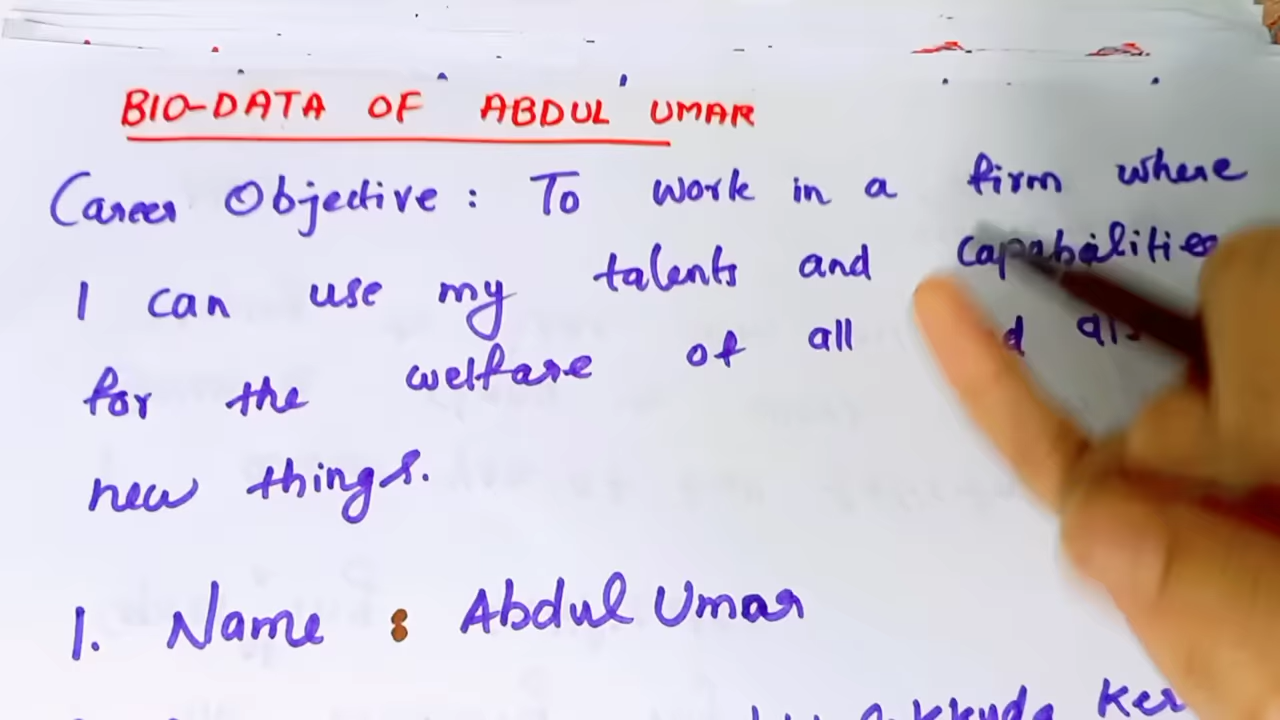 BIO-DATA OF ABDUL UMAR
Career Objective : To work in a firm where
I can use my talents and capabilities
for the welfare of all
new things.
1. Name : Abdul Umar